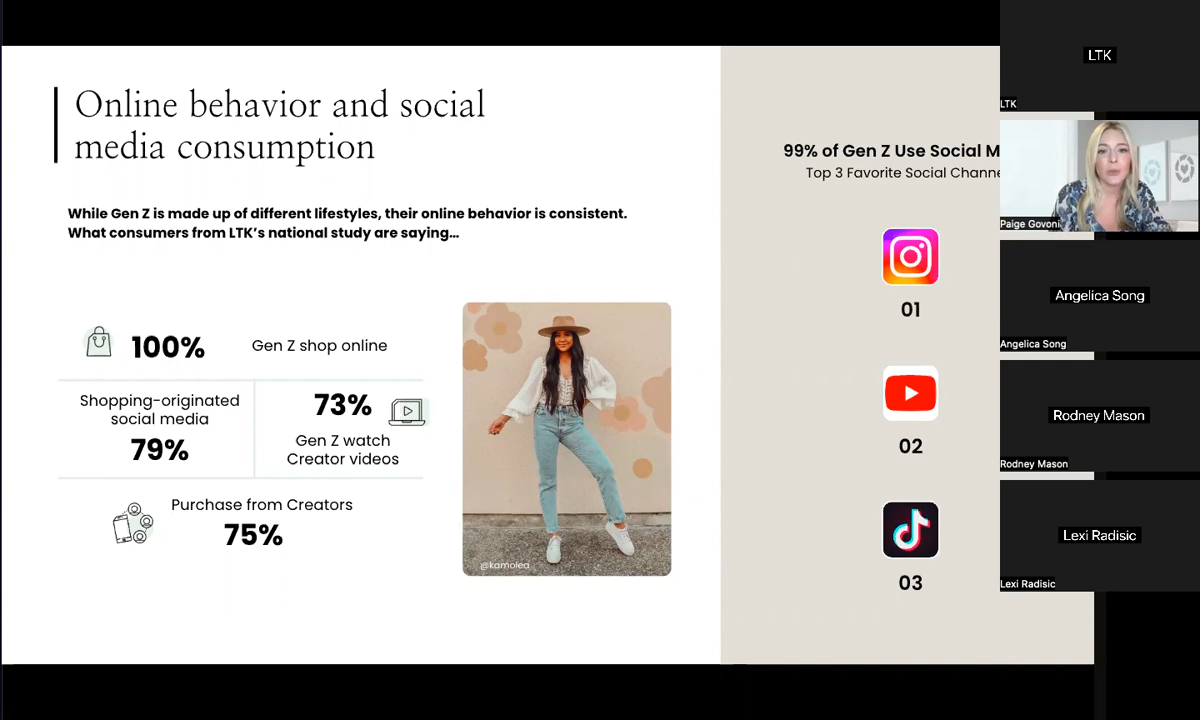 Online behavior and social
media consumption
While Gen Z is made up of different lifestyles, their online behavior is consistent.
What consumers from LTK's national study are saying...
100%
Gen Z shop online
Shopping-originated
social media
79%
73%
Gen Z watch
Creator videos
Purchase from Creators
75%
@kamolea
99% of Gen Z Use Social M
Top 3 Favorite Social Channe
01
02
03
LTK
LTK
Paige Govoni
Angelica Song
Angelica Song
Rodney Mason
Rodney Mason
Lexi Radisic
Lexi Radisic